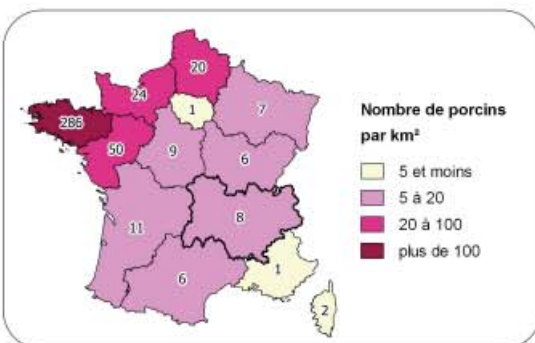 20
24
1
7
286
50
9
6
11
8
6
1
2
Nombre de porcins
par km²
5 et moins
5 à 20
20 à 100
plus de 100